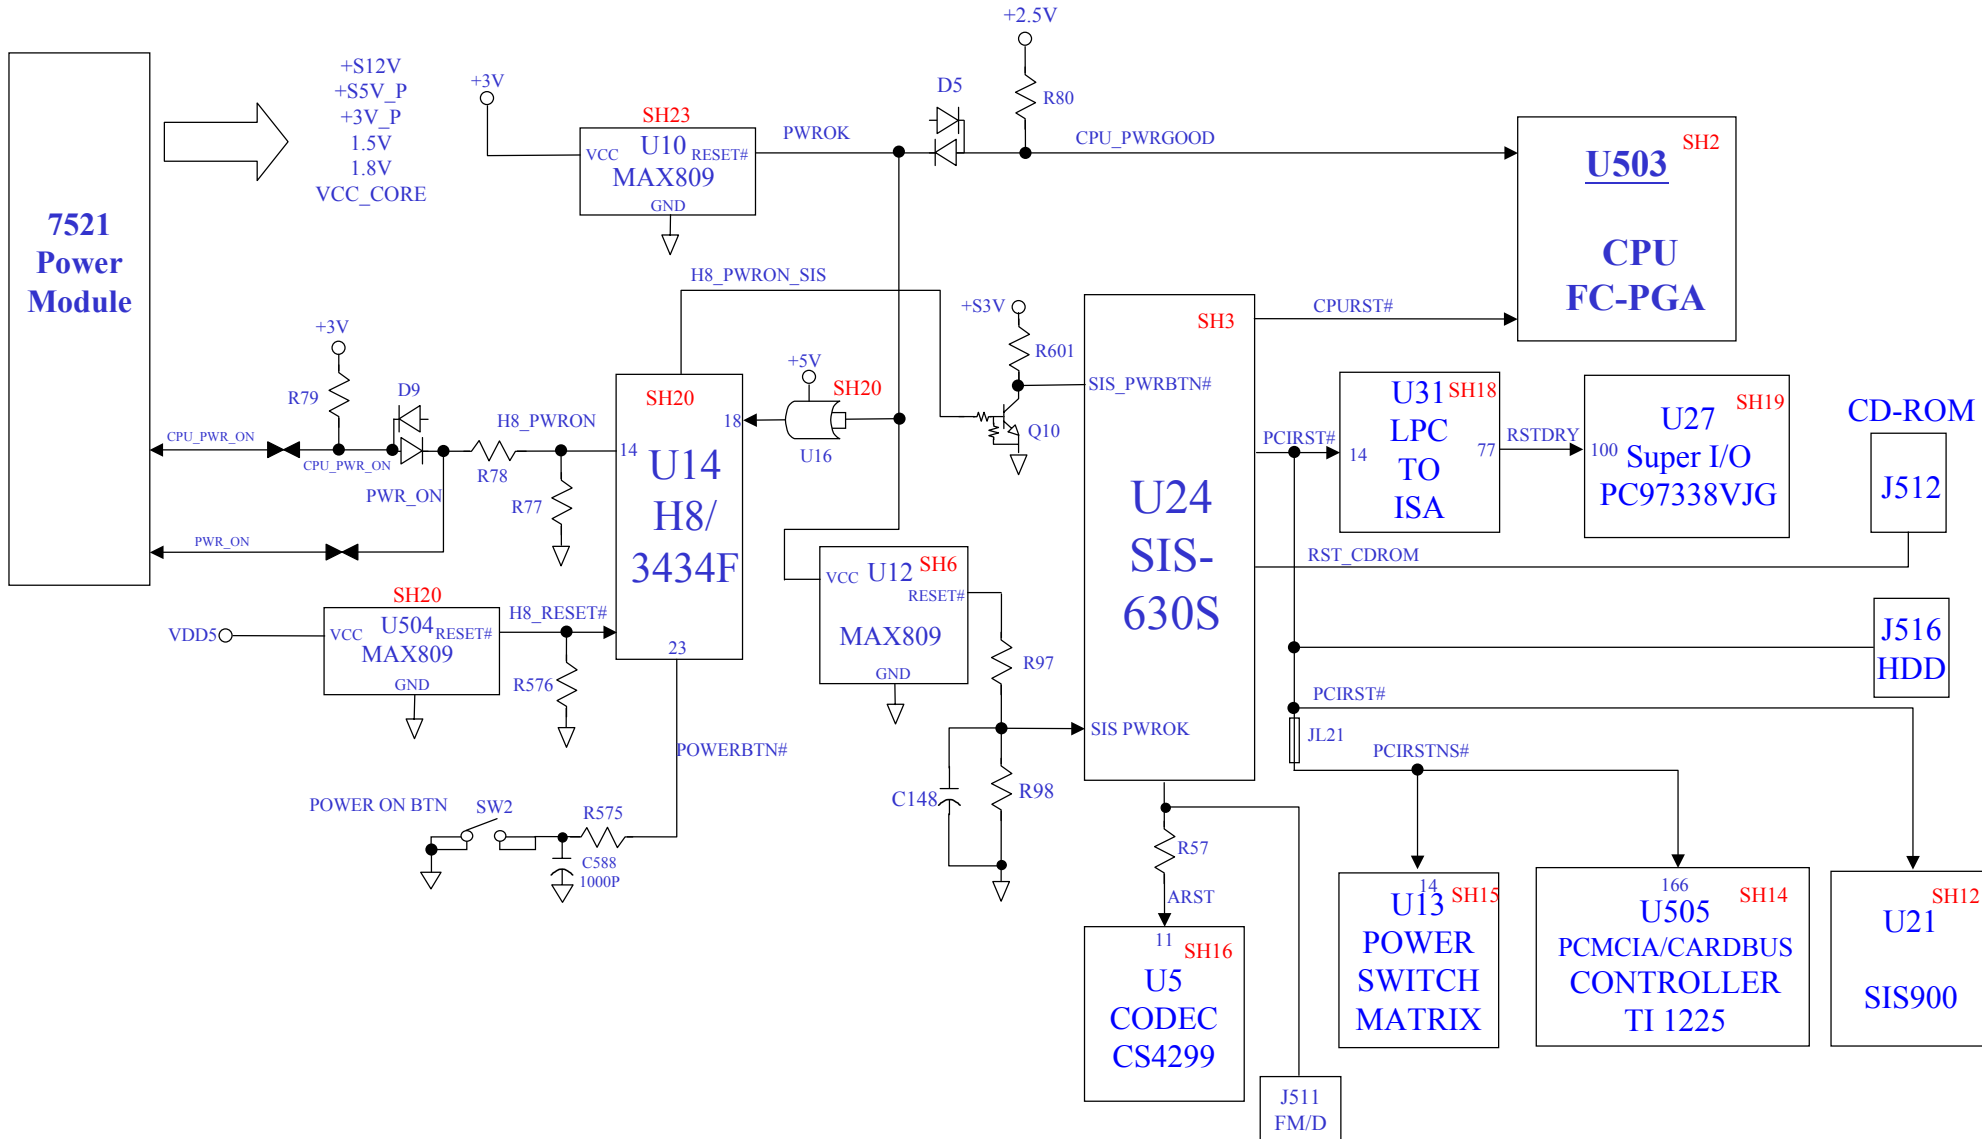 +2.5V
+S12V
+S5V_P
+3V_P
1.5V
1.8V
VCC_CORE
+3V
D5
R80
SH23
U10
VCC
RESET#
MAX809
GND
PWROK
CPU_PWRGOOD
SH2
U503
CPU
FC-PGA
7521
Power
Module
H8_PWRON_SIS
+S3V
R601
SH3
CPURST#
+3V
R79
D9
CPU_PWR_ON
CPU_PWR_ON
H8_PWRON
R78
R77
PWR_ON
PWR_ON
SH20
14
18
U14
H8/
3434F
23
+5V
SH20
U16
Q10
SIS_PWRBTN#
U24
SIS-
630S
SIS PWROK
PCIRST#
U31
SH18
LPC
TO
ISA
14
77
RSTDRY
U27
SH19
100
Super I/O
PC97338VJG
CD-ROM
J512
RST_CDROM
J516
HDD
SH20
VDD5
VCC
U504
RESET#
MAX809
GND
H8_RESET#
R576
VCC
U12
SH6
RESET#
MAX809
GND
R97
R98
C148
POWERBTN#
POWER ON BTN
SW2
R575
C588
1000P
PCIRST#
JL21
PCIRSTNS#
R57
ARST
11
SH16
U5
CODEC
CS4299
J511
FM/D
14
U13
SH15
POWER
SWITCH
MATRIX
166
SH14
U505
PCMCIA/CARDBUS
CONTROLLER
TI 1225
SH12
U21
SIS900